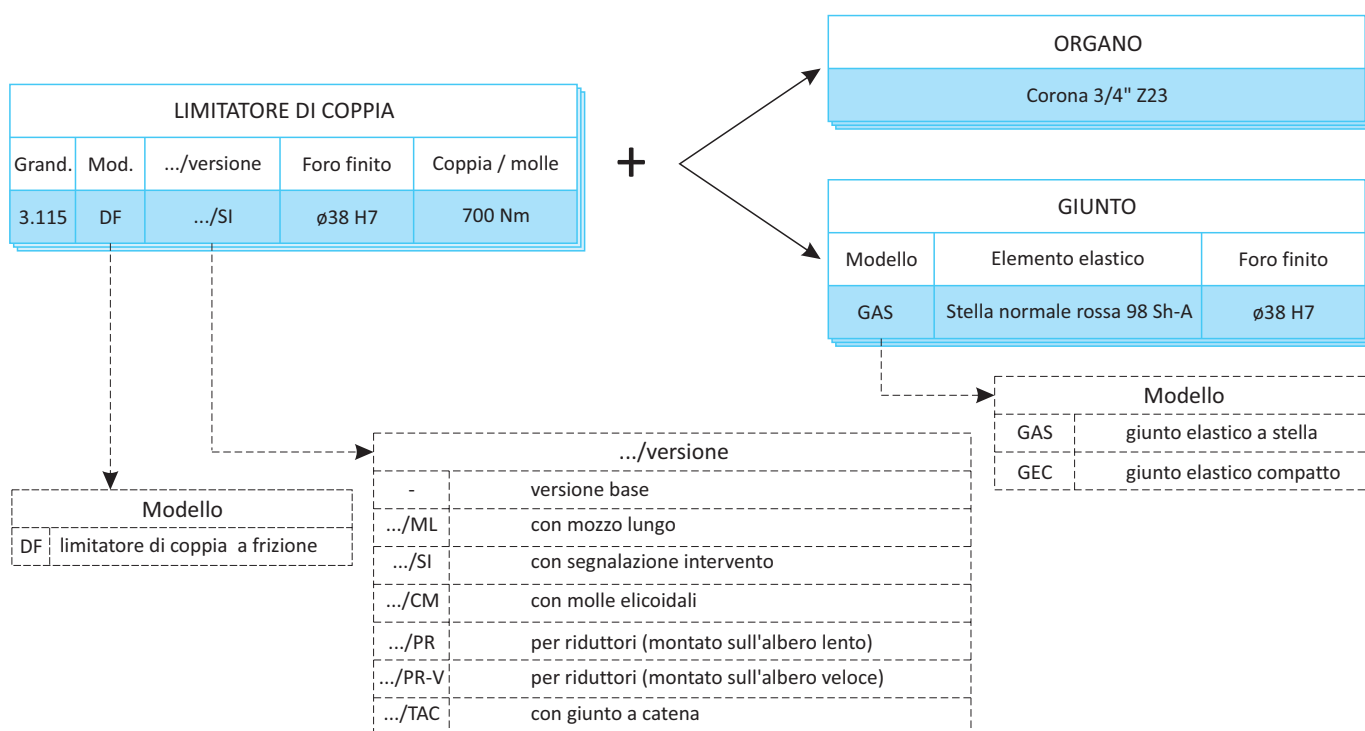 LIMITATORE DI COPPIA
Grand. Mod. .../versione Foro finito Coppia / molle
3.115 DF .../SI ø38 H7 700 Nm
+
ORGANO
Corona 3/4" Z23
GIUNTO
Modello Elemento elastico Foro finito
GAS Stella normale rossa 98 Sh-A ø38 H7
Modello
GAS giunto elastico a stella
GEC giunto elastico compatto
Modello
DF limitatore di coppia a frizione
.../versione
- versione base
.../ML con mozzo lungo
.../SI con segnalazione intervento
.../CM con molle elicoidali
.../PR per riduttori (montato sull'albero lento)
.../PR-V per riduttori (montato sull'albero veloce)
.../TAC con giunto a catena